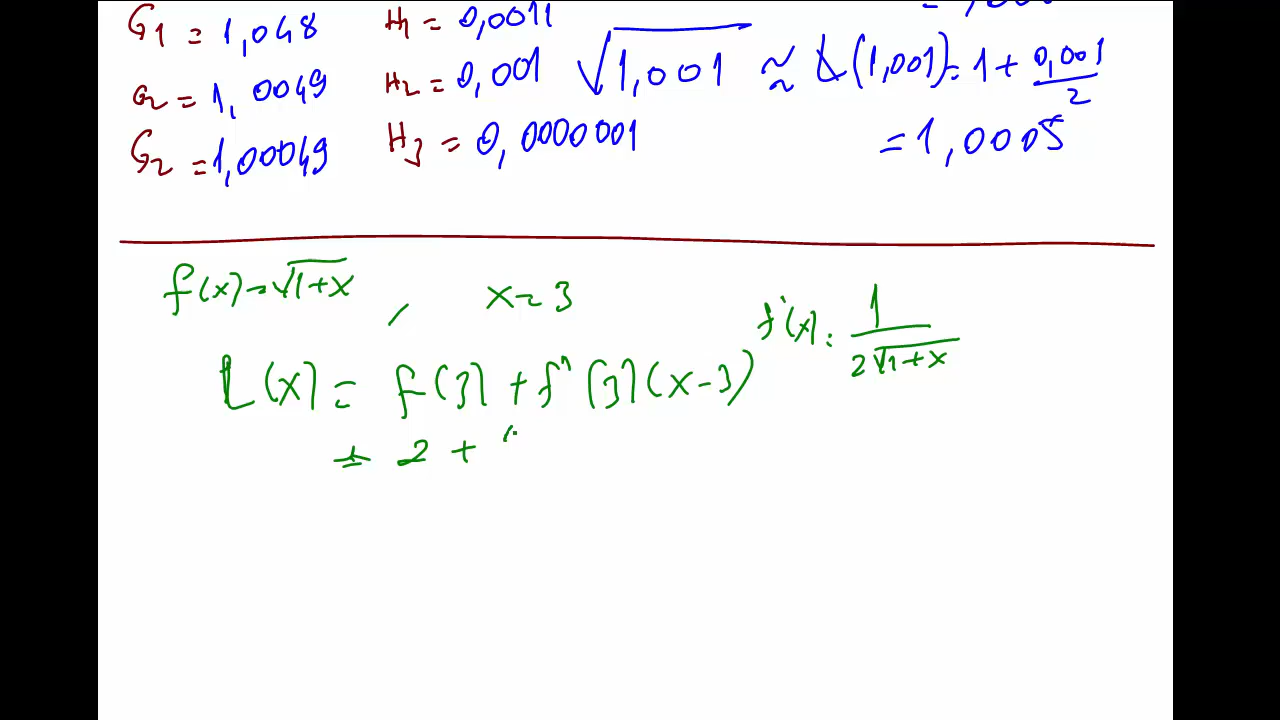 G1 = 1,048 H1 = 0,0011
G2 = 1,0049 H2 = 0,001 √1,001 ≈ L(1,001) = 1 + 0,001/2
G2 = 1,00049 H3 = 0,0000001 = 1,0005
f(x) = √1+x , x = 3
f'(x) = 1/2√1+x
L(x) = f(3) + f'(3)(x-3)
= 2 +